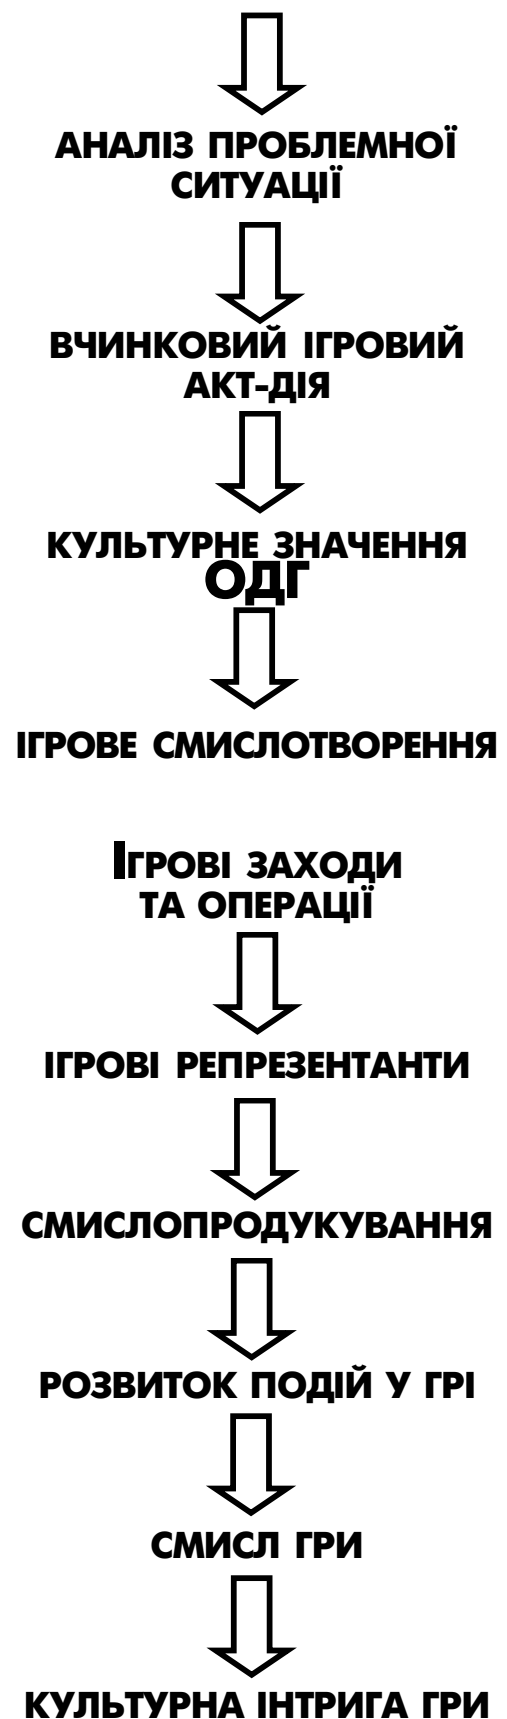 АНАЛІЗ ПРОБЛЕМНОЇ
СИТУАЦІЇ
ВЧИНКОВИЙ ІГРОВИЙ
АКТ-ДІЯ
КУЛЬТУРНЕ ЗНАЧЕННЯ
ОДГ
ІГРОВЕ СМИСЛОТВОРЕННЯ
ІГРОВІ ЗАХОДИ
ТА ОПЕРАЦІЇ
ІГРОВІ РЕПРЕЗЕНТАНТИ
СМИСЛОПРОДУКУВАННЯ
РОЗВИТОК ПОДІЙ У ГРІ
СМИСЛ ГРИ
КУЛЬТУРНА ІНТРИГА ГРИ